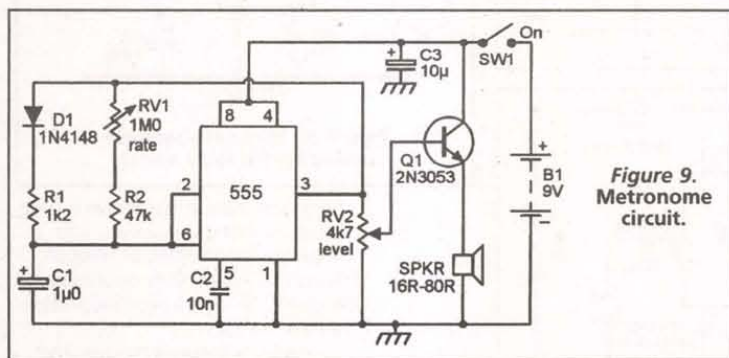 On
SW1
+
C3
10µ
D1
1N4148
RV1
1M0
rate
8
4
Q1
2N3053
+
B1
9V
–
Figure 9.
Metronome
circuit.
2
555
3
R1
1k2
R2
47k
6
RV2
4k7
level
+
C1
1µ0
C2
10n
5
1
SPKR
16R-80R